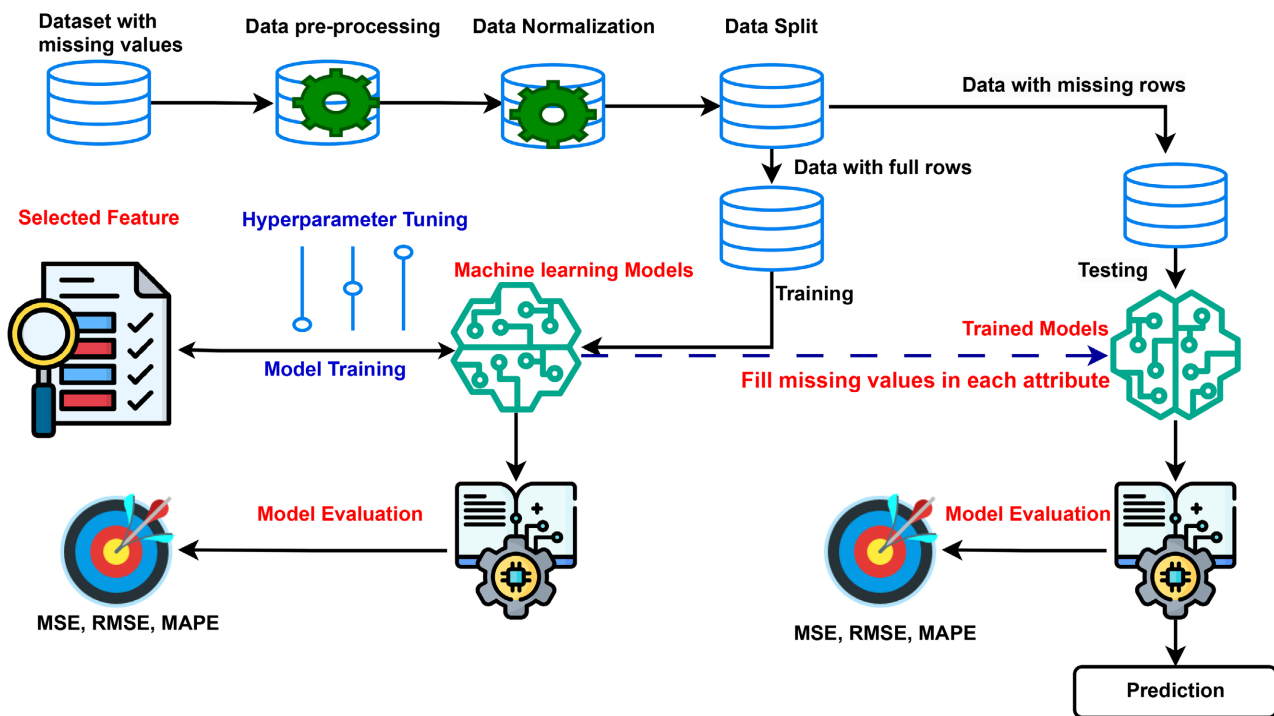 Dataset with
missing values
Data pre-processing
Data Normalization
Data Split
Data with missing rows
Data with full rows
Selected Feature
Hyperparameter Tuning
Machine learning Models
Training
Testing
Trained Models
Model Training
Fill missing values in each attribute
Model Evaluation
Model Evaluation
MSE, RMSE, MAPE
MSE, RMSE, MAPE
Prediction